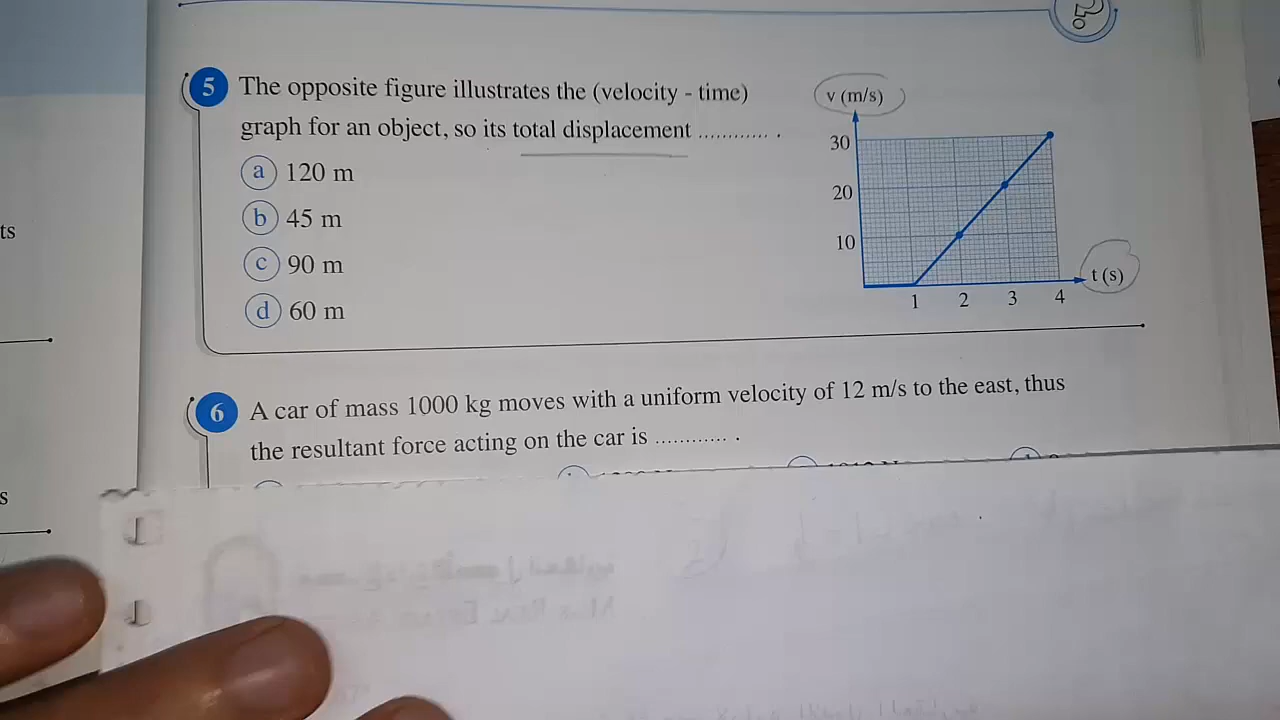 5 The opposite figure illustrates the (velocity - time)
graph for an object, so its total displacement ............ .
a 120 m
b 45 m
c 90 m
d 60 m
v (m/s)
30
20
10
1 2 3 4
t (s)
6 A car of mass 1000 kg moves with a uniform velocity of 12 m/s to the east, thus
the resultant force acting on the car is ............ .
ts
s
?